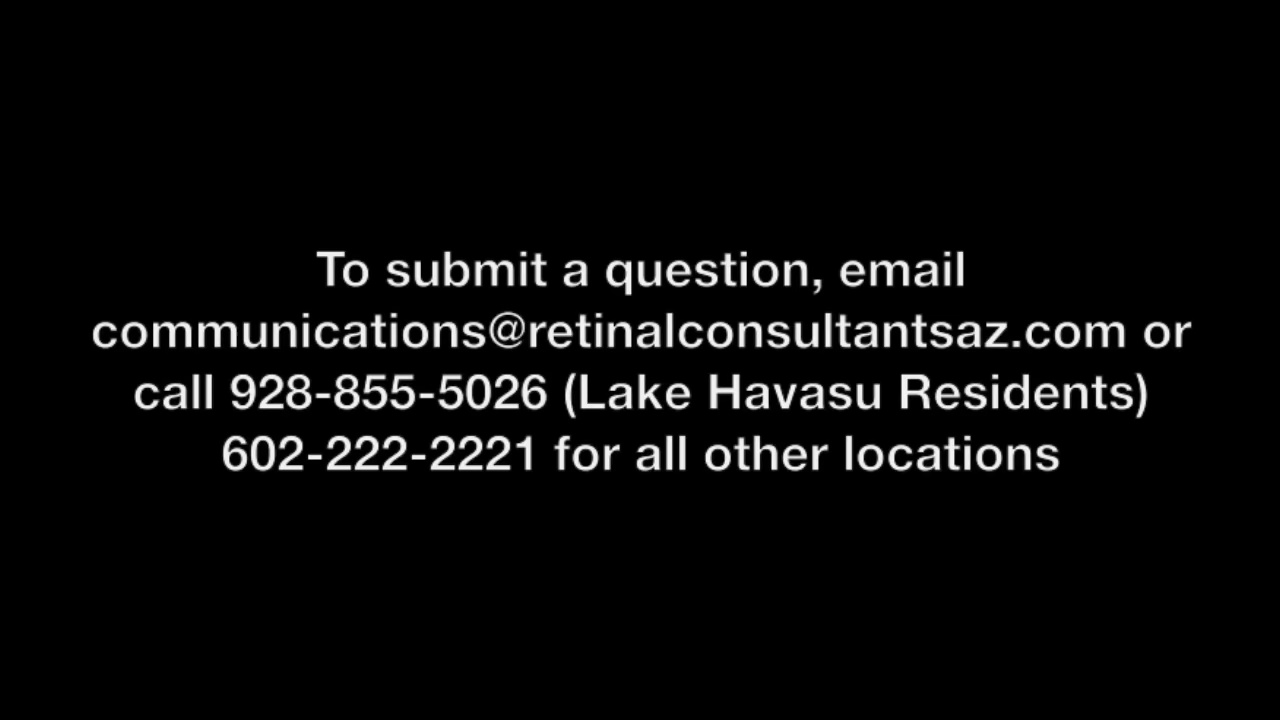 To submit a question, email
communications@retinalconsultantsaz.com or
call 928-855-5026 (Lake Havasu Residents)
602-222-2221 for all other locations